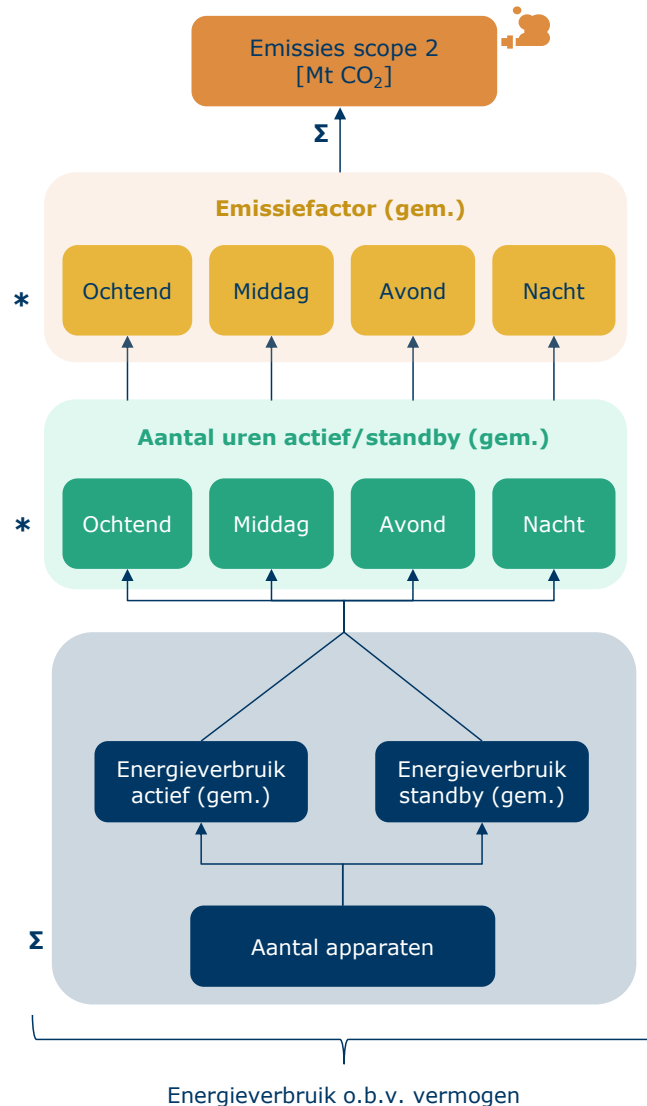 Emissies scope 2
[Mt CO₂]
Σ
Emissiefactor (gem.)
*
Ochtend
Middag
Avond
Nacht
Aantal uren actief/standby (gem.)
*
Ochtend
Middag
Avond
Nacht
Energieverbruik
actief (gem.)
Energieverbruik
standby (gem.)
Σ
Aantal apparaten
Energieverbruik o.b.v. vermogen